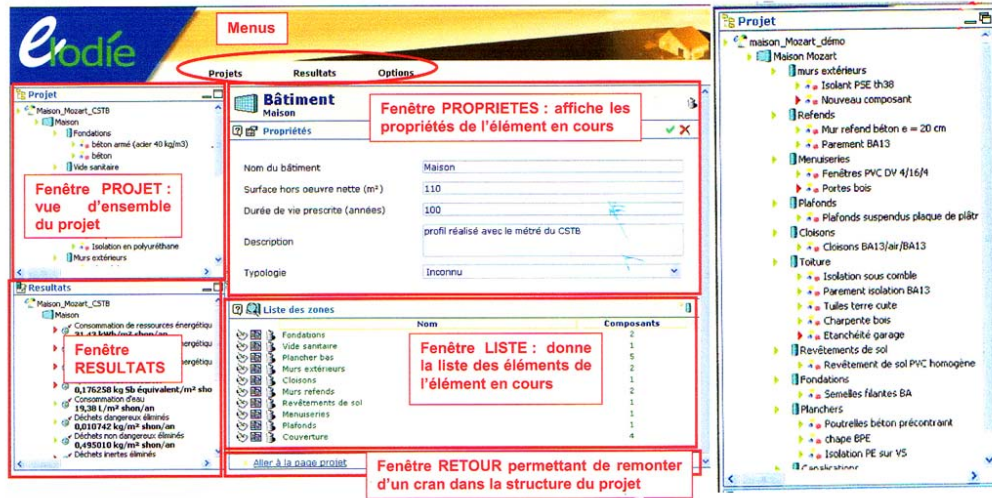 elodie
Menus
Projets Resultats Options
Projet
Maison_Mozart_CSTB
Maison
Fondations
béton armé (acier 40 kg/m3)
béton
Vide sanitaire
Fenêtre PROJET :
vue d'ensemble
du projet
Isolation en polyuréthane
Murs extérieurs
Resultats
Maison_Mozart_CSTB
Maison
Consommation de ressources énergétiqu
31,43 kWh/m² shon/an
Fenêtre
RESULTATS
0,176258 kg Sb équivalent/m² sho
Consommation d'eau
19,38 L/m² shon/an
Déchets dangereux éliminés
0,010742 kg/m² shon/an
Déchets non dangereux éliminés
0,495010 kg/m² shon/an
Déchets inertes éliminés
Bâtiment
Maison
Fenêtre PROPRIETES : affiche les
propriétés de l'élément en cours
Propriétés
Nom du bâtiment Maison
Surface hors oeuvre nette (m²) 110
Durée de vie prescrite (années) 100
Description profil réalisé avec le métré du CSTB
Typologie Inconnu
Liste des zones
Nom Composants
Fondations 2
Vide sanitaire 1
Plancher bas 5
Murs extérieurs 2
Cloisons 1
Murs refends 2
Revêtements de sol 1
Menuiseries 1
Plafonds 1
Couverture 4
Fenêtre LISTE : donne
la liste des éléments de
l'élément en cours
Aller à la page projet
Fenêtre RETOUR permettant de remonter
d'un cran dans la structure du projet
Projet
maison_Mozart_démo
Maison Mozart
murs extérieurs
Isolant PSE th38
Nouveau composant
Refends
Mur refend béton e = 20 cm
Parement BA13
Menuiseries
Fenêtres PVC DV 4/16/4
Portes bois
Plafonds
Plafonds suspendus plaque de plâtr
Cloisons
Cloisons BA13/air/BA13
Toiture
Isolation sous comble
Parement isolation BA13
Tuiles terre cuite
Charpente bois
Etanchéité garage
Revêtements de sol
Revêtement de sol PVC homogène
Fondations
Semelles filantes BA
Planchers
Poutrelles béton précontraint
chape BPE
Isolation PE sur VS
Canalisations